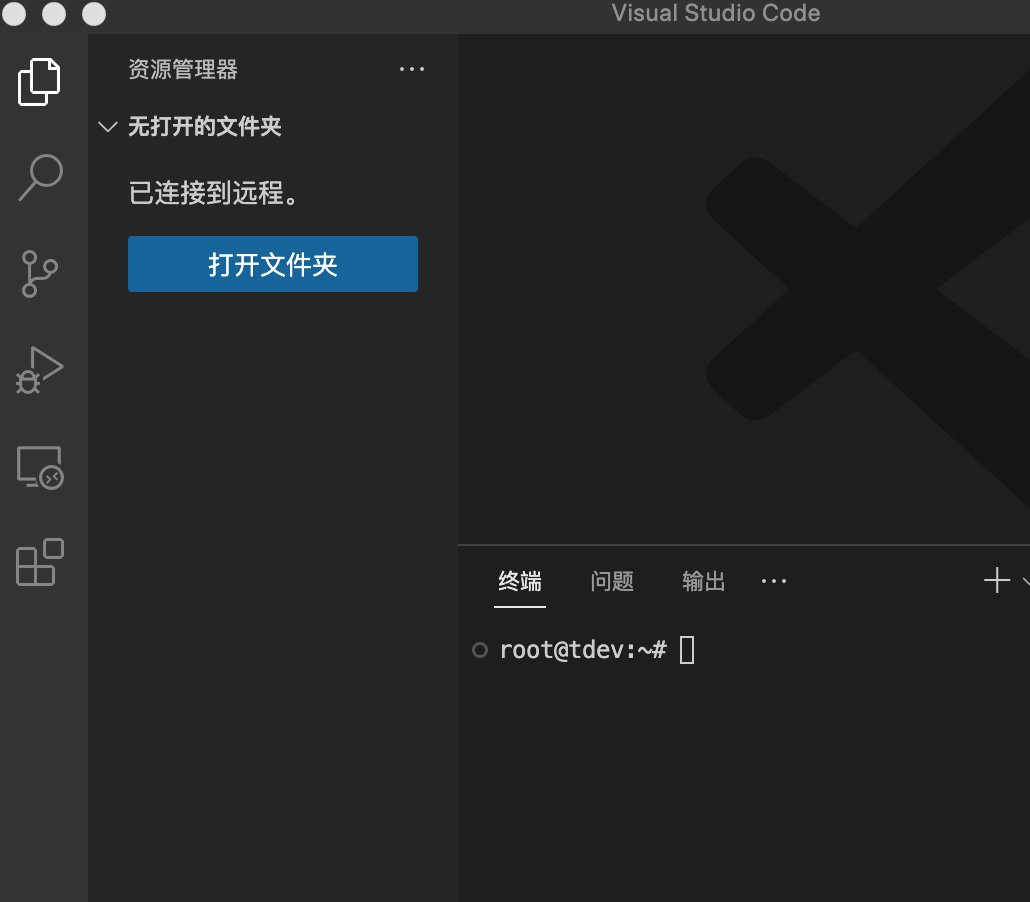 Visual Studio Code
资源管理器
无打开的文件夹
已连接到远程。
打开文件夹
终端 问题 输出
root@tdev:~#